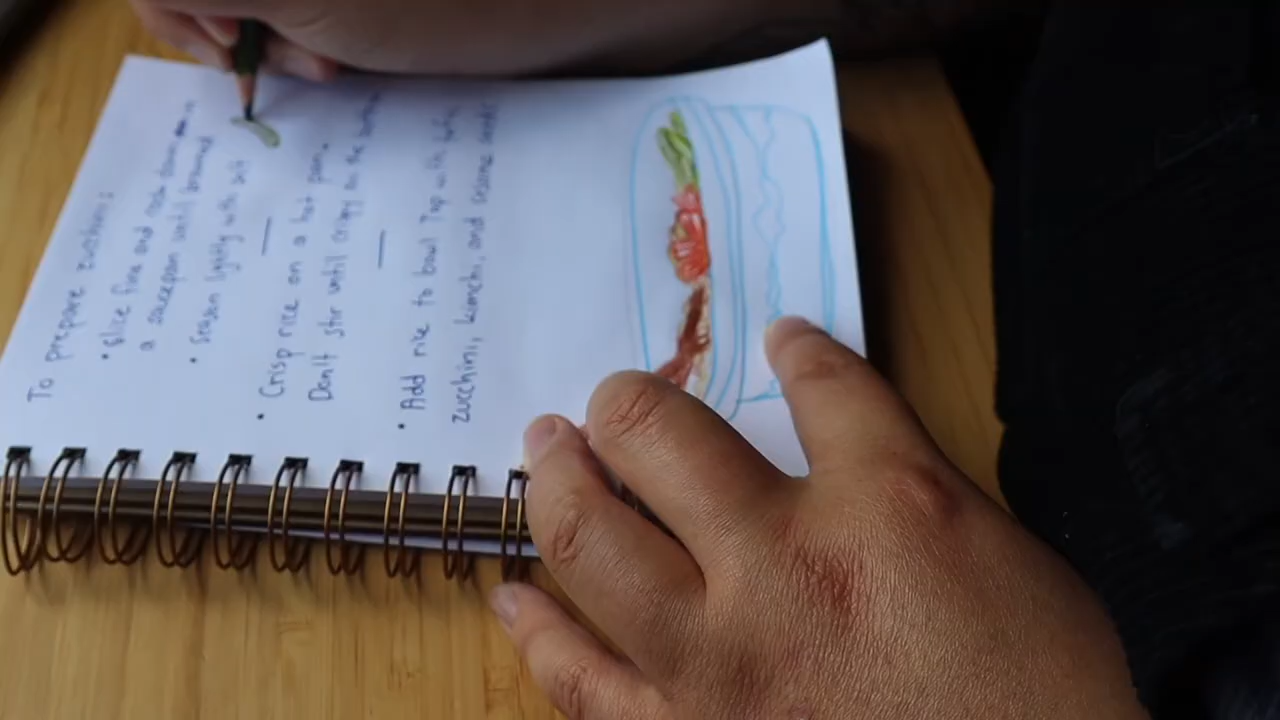 To prepare zucchini:
• Slice fine and cook down in
a saucepan until browned
• Season lightly with salt
• Crisp rice on a hot pan.
Don't stir until crispy on the bottom
• Add rice to bowl Top with
zucchini, kimchi, and sesame seeds